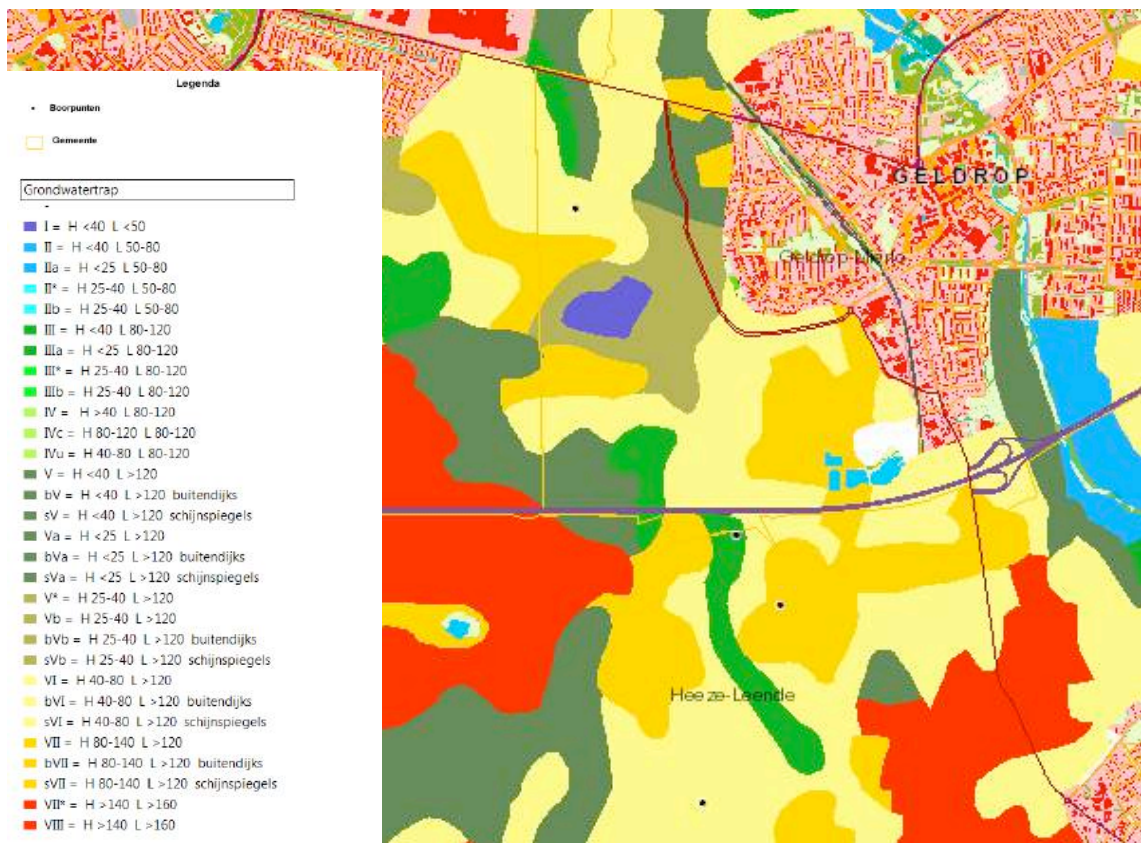 Legenda
Boorpunten
Gemeente
Grondwatertrap
-
I = H <40 L <50
II = H <40 L 50-80
IIa = H <25 L 50-80
II* = H 25-40 L 50-80
IIb = H 25-40 L 50-80
III = H <40 L 80-120
IIIa = H <25 L 80-120
III* = H 25-40 L 80-120
IIIb = H 25-40 L 80-120
IV = H >40 L 80-120
IVc = H 80-120 L 80-120
IVu = H 40-80 L 80-120
V = H <40 L >120
bV = H <40 L >120 buitendijks
sV = H <40 L >120 schijnspiegels
Va = H <25 L >120
bVa = H <25 L >120 buitendijks
sVa = H <25 L >120 schijnspiegels
V* = H 25-40 L >120
Vb = H 25-40 L >120
bVb = H 25-40 L >120 buitendijks
sVb = H 25-40 L >120 schijnspiegels
VI = H 40-80 L >120
bVI = H 40-80 L >120 buitendijks
sVI = H 40-80 L >120 schijnspiegels
VII = H 80-140 L >120
bVII = H 80-140 L >120 buitendijks
sVII = H 80-140 L >120 schijnspiegels
VII* = H >140 L >160
VIII = H >140 L >160
GELDROP
Geldrop-Mierlo
Heeze-Leende